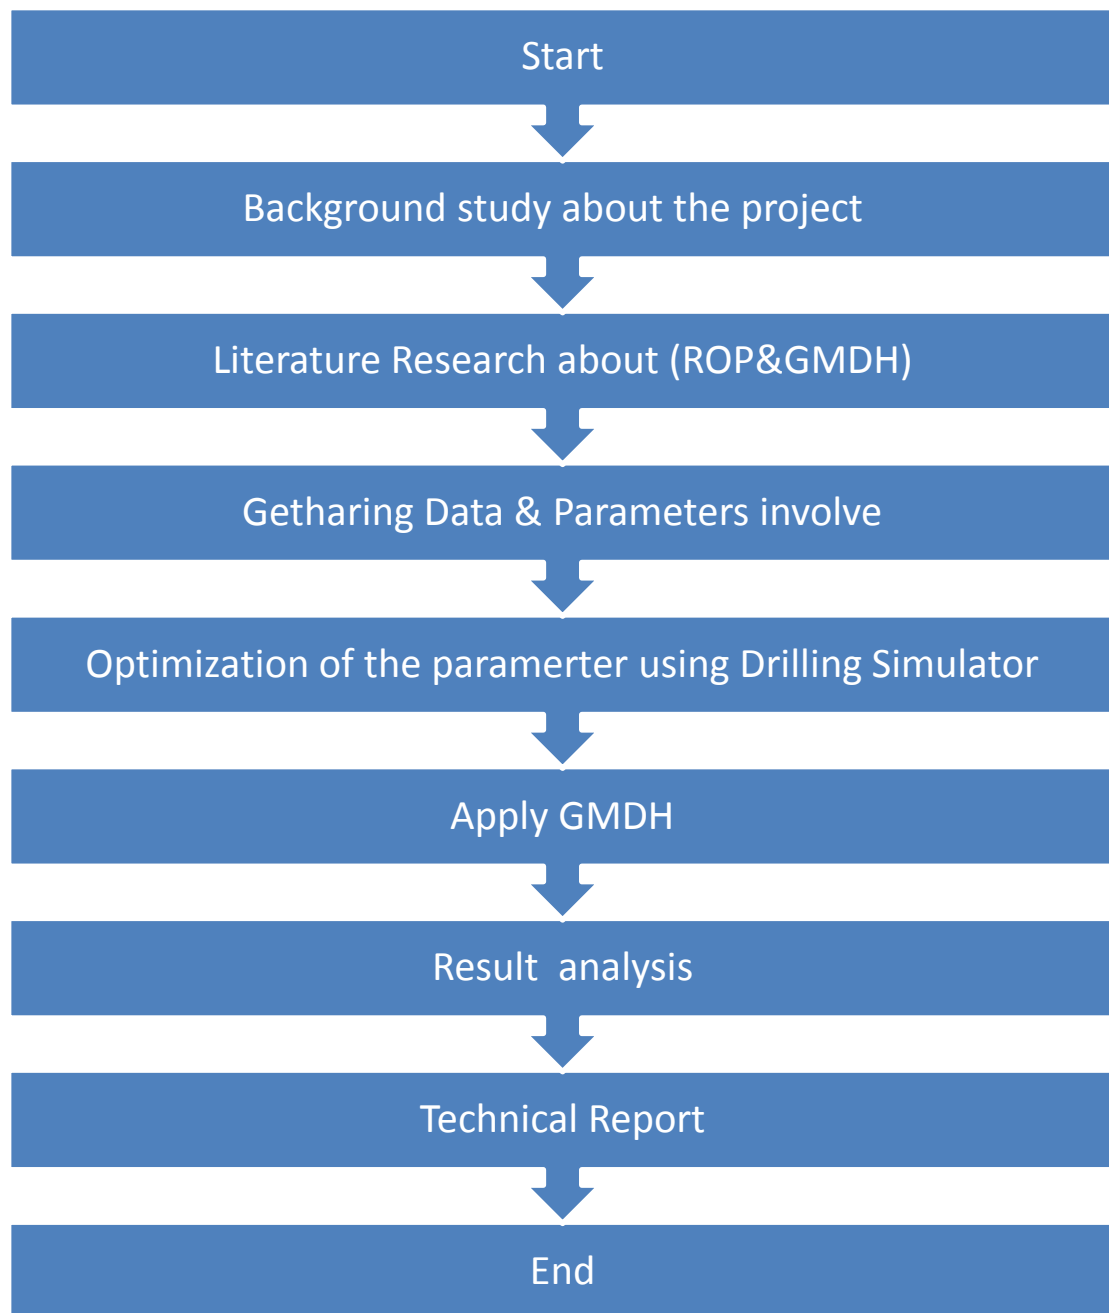 Start
Background study about the project
Literature Research about (ROP&GMDH)
Getharing Data & Parameters involve
Optimization of the paramerter using Drilling Simulator
Apply GMDH
Result  analysis
Technical Report
End